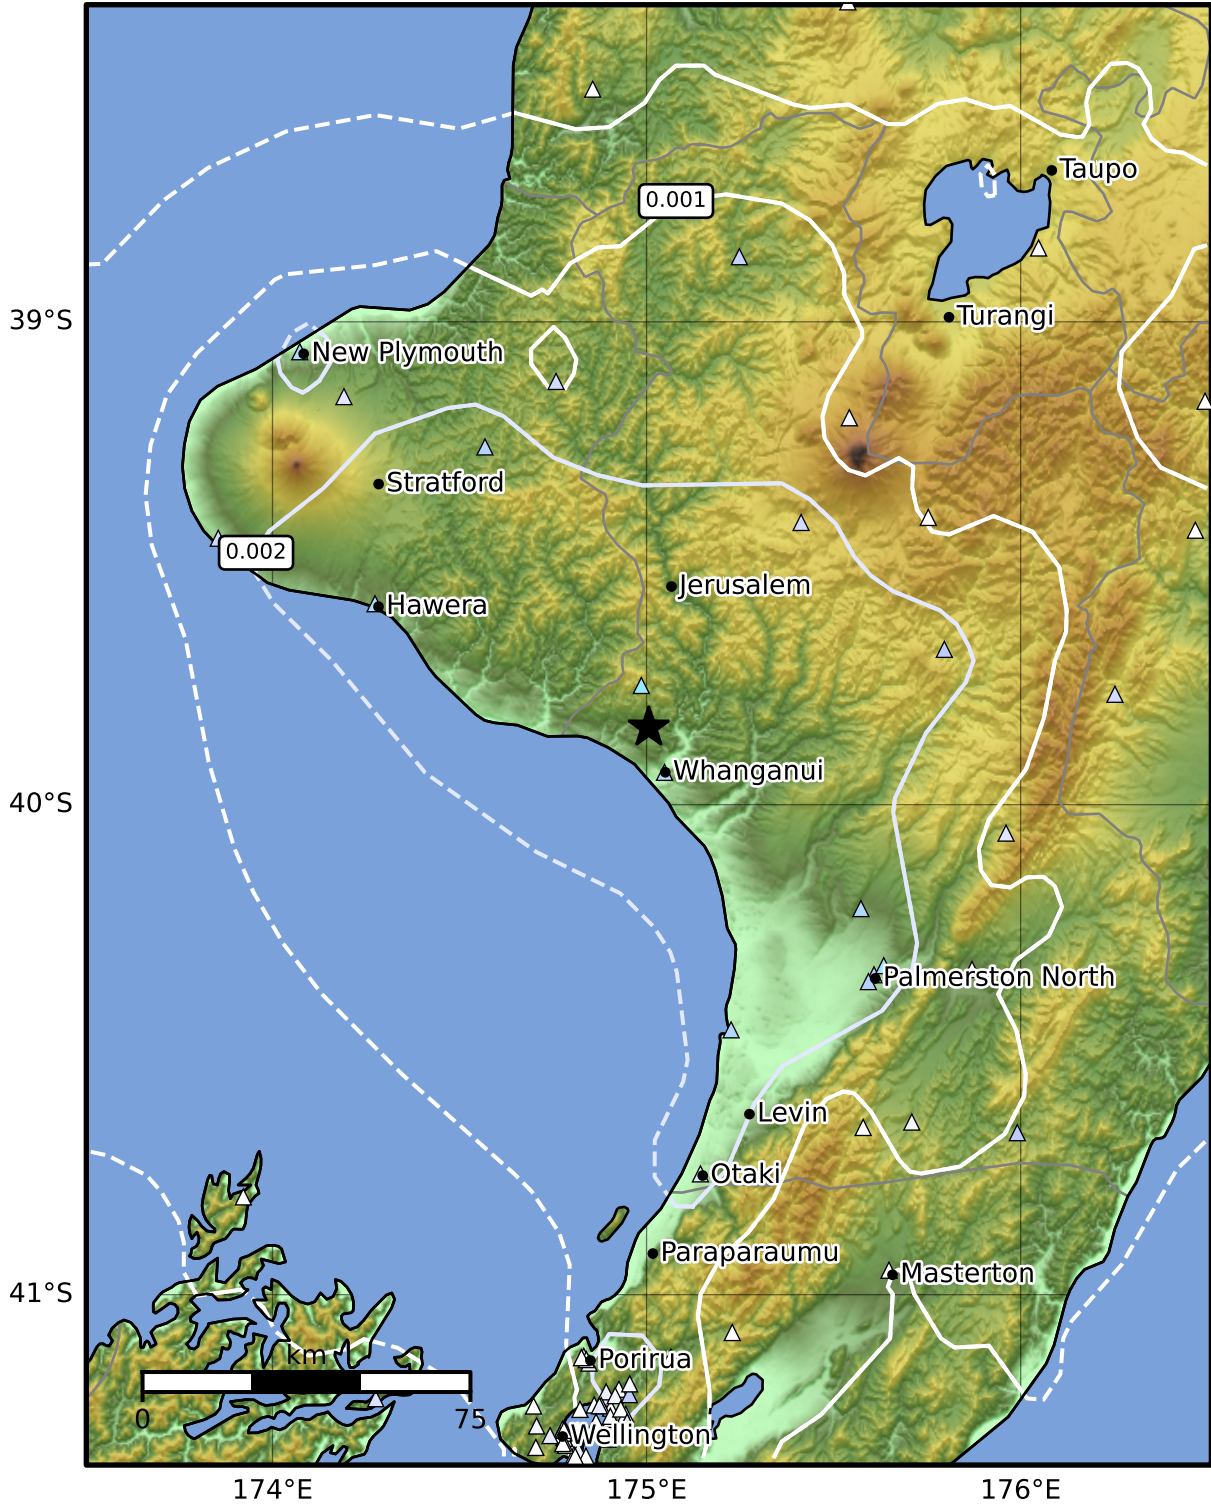 Taupo
0.001
39°S
Turangi
New Plymouth
Stratford
0.002
Jerusalem
Hawera
Whanganui
40°S
Palmerston North
Levin
Otaki
Paraparaumu
Masterton
41°S
km
Porirua
0
75
Wellington
174°E
175°E
176°E